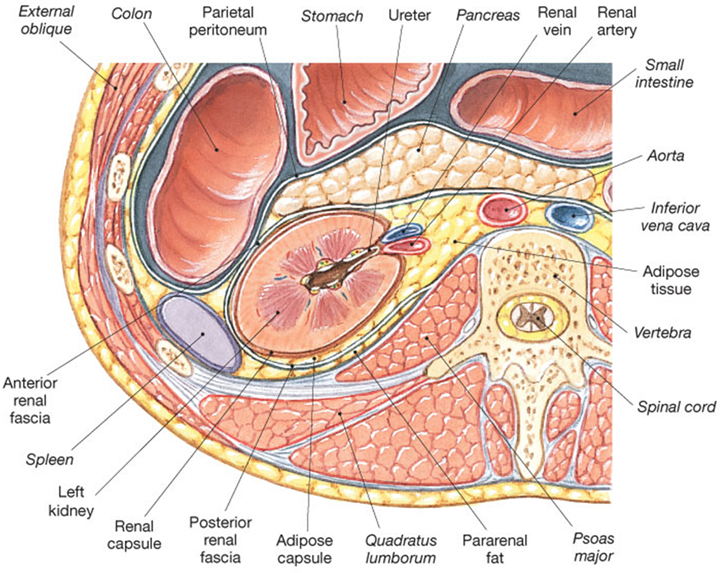 External
oblique
Colon
Parietal
peritoneum
Stomach
Ureter
Pancreas
Renal
vein
Renal
artery
Small
intestine
Aorta
Inferior
vena cava
Adipose
tissue
Vertebra
Spinal cord
Anterior
renal
fascia
Spleen
Left
kidney
Renal
capsule
Posterior
renal
fascia
Adipose
capsule
Quadratus
lumborum
Pararenal
fat
Psoas
major